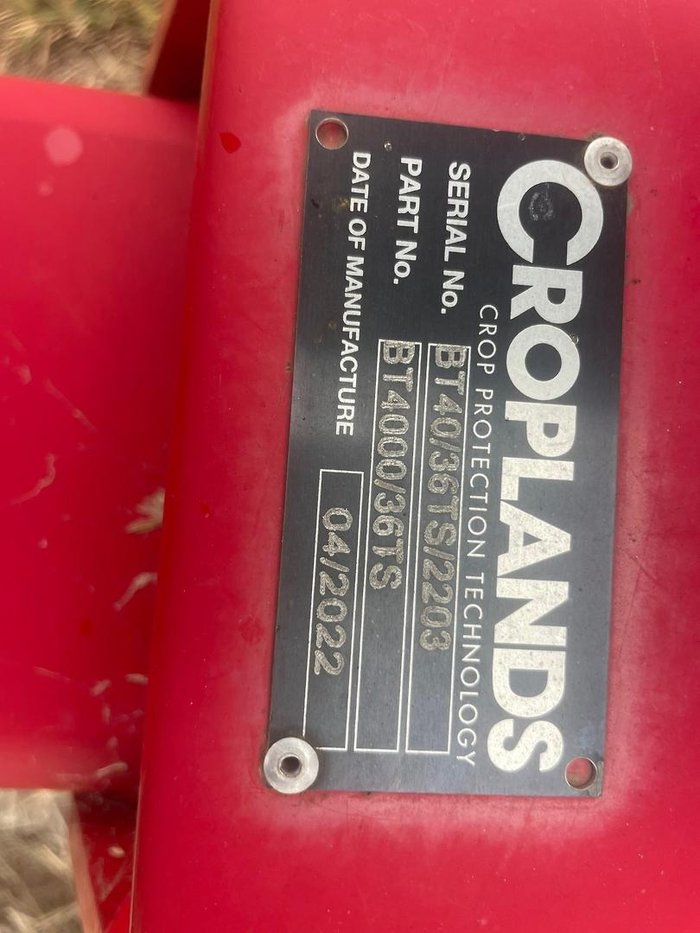 CROPLANDS
CROP PROTECTION TECHNOLOGY
SERIAL No. BT40/36TS/2203
PART No. BT4000/36TS
DATE OF MANUFACTURE 04/2022